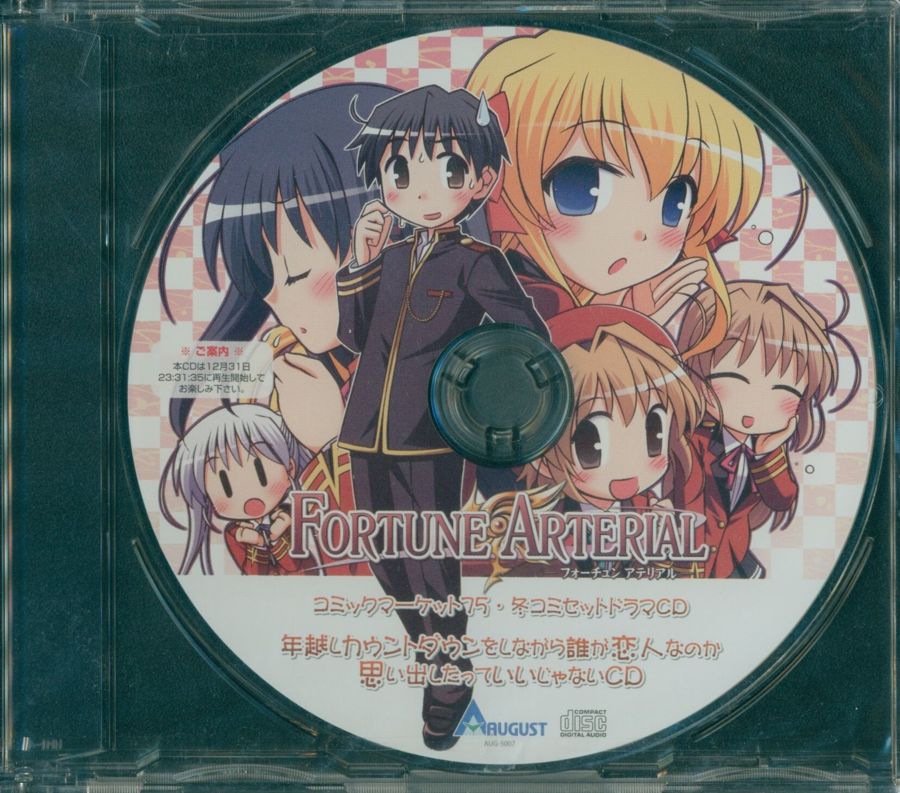 ※ ご案内 ※
本CDは12月31日
23:31:35に再生開始して
お楽しみ下さい。
FORTUNE ARTERIAL
フォーチュン アテリアル
コミックマーケット75・冬コミセットドラマCD
年越しカウントダウンをしながら誰が恋人なのか
思い出したっていいじゃないCD
AUGUST
AUG-5007
COMPACT
disc
DIGITAL AUDIO